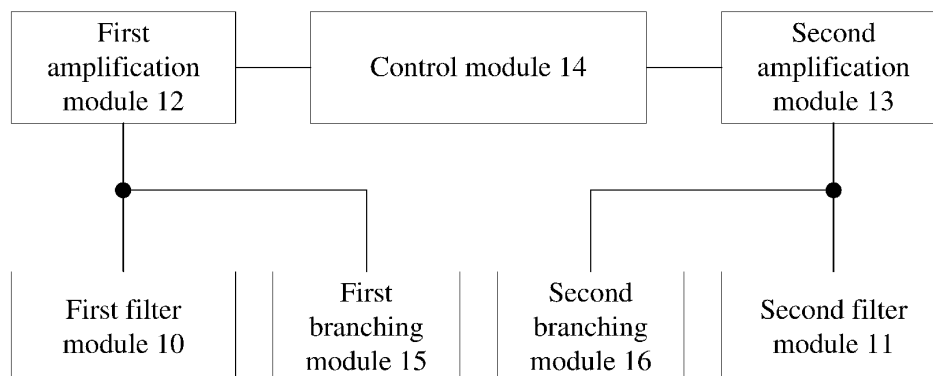 First
amplification
module 12
Control module 14
Second
amplification
module 13
First filter
module 10
First
branching
module 15
Second
branching
module 16
Second filter
module 11